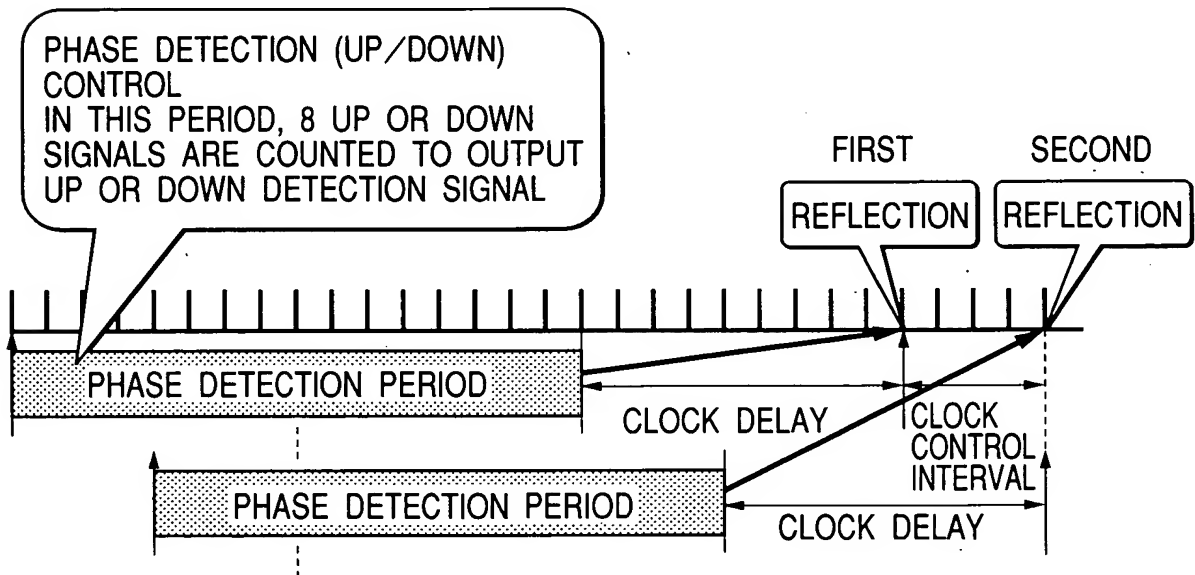 PHASE DETECTION (UP/DOWN)
CONTROL
IN THIS PERIOD, 8 UP OR DOWN
SIGNALS ARE COUNTED TO OUTPUT
UP OR DOWN DETECTION SIGNAL
FIRST
SECOND
REFLECTION
REFLECTION
PHASE DETECTION PERIOD
CLOCK DELAY
CLOCK
CONTROL
INTERVAL
PHASE DETECTION PERIOD
CLOCK DELAY